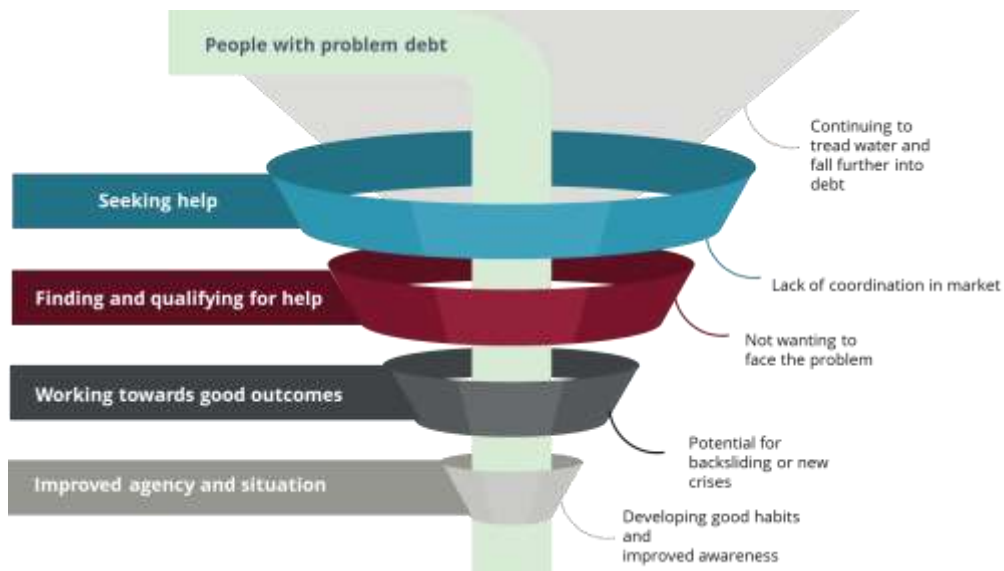 People with problem debt
Continuing to
tread water and
fall further into
debt
Seeking help
Lack of coordination in market
Finding and qualifying for help
Not wanting to
face the problem
Working towards good outcomes
Potential for
backsliding or new
crises
Improved agency and situation
Developing good habits
and
improved awareness